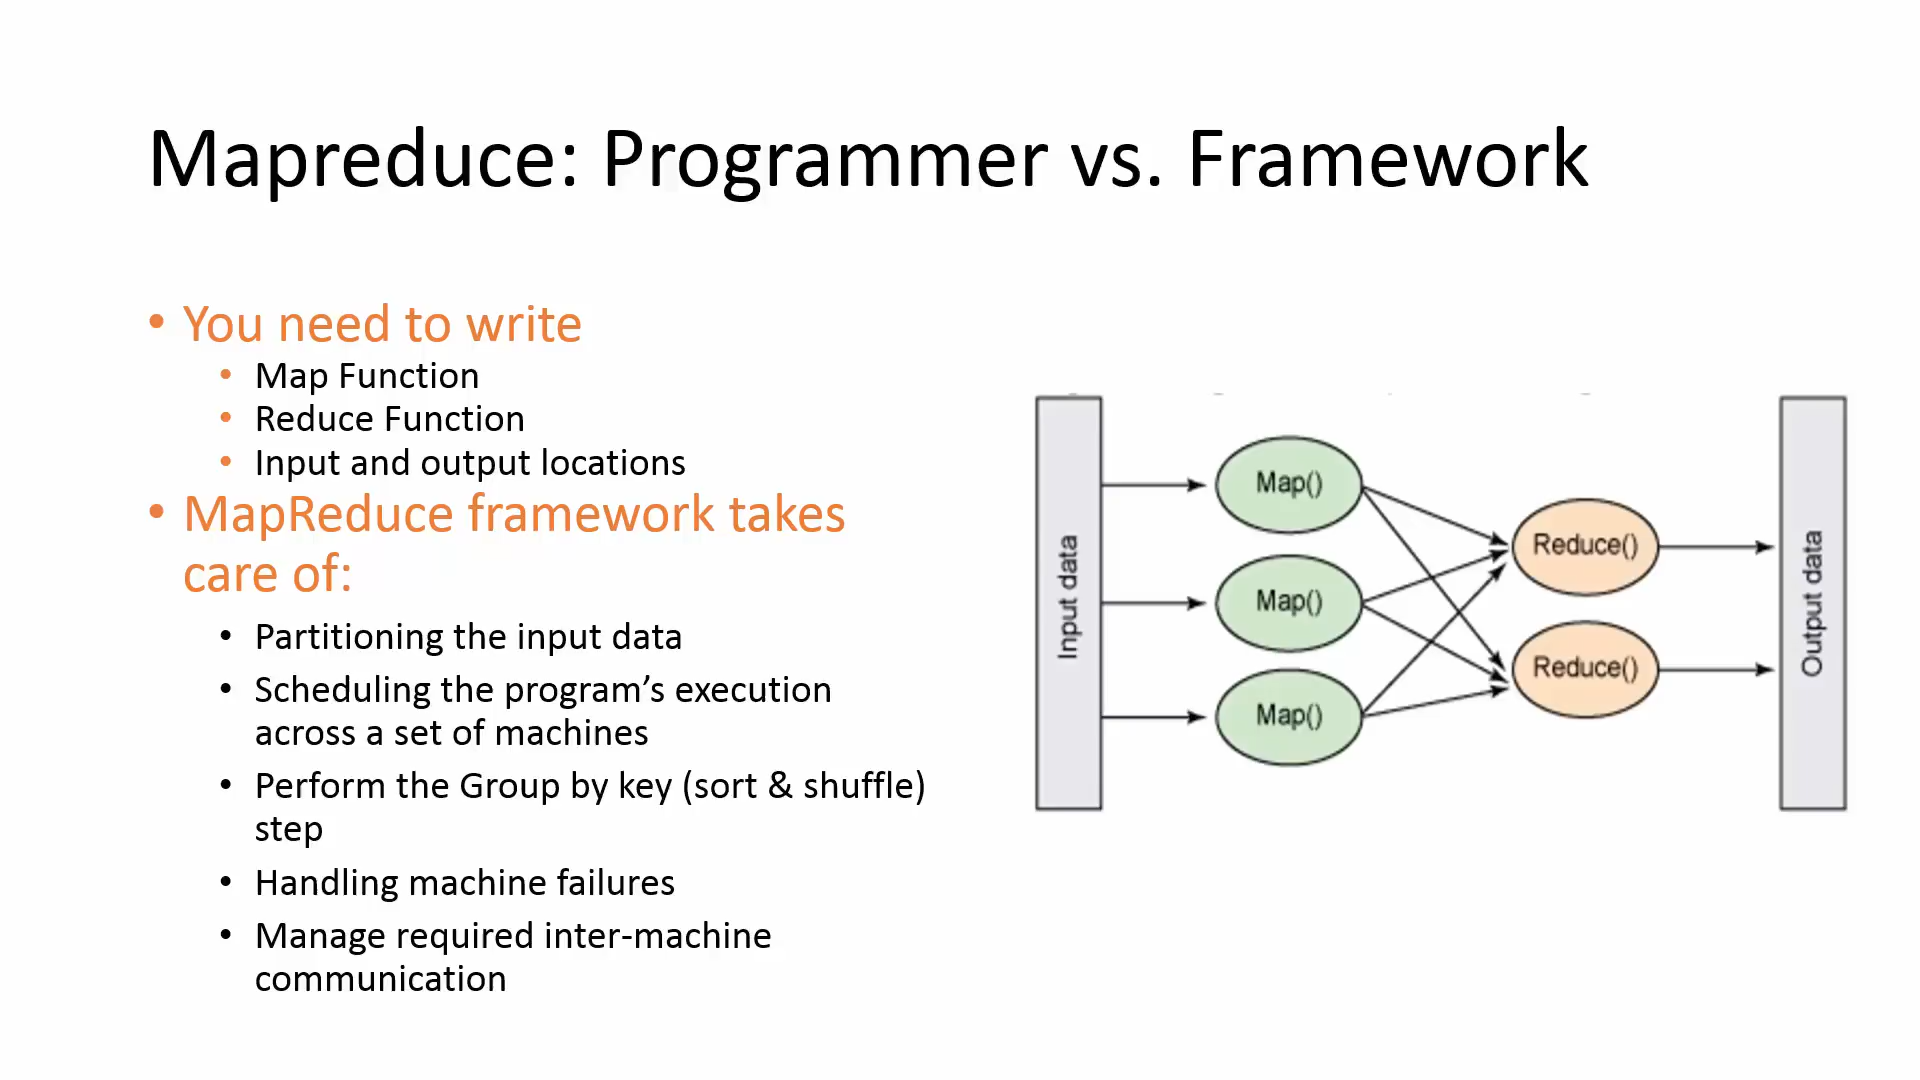 Mapreduce: Programmer vs. Framework
• You need to write
• Map Function
• Reduce Function
• Input and output locations
• MapReduce framework takes
care of:
• Partitioning the input data
• Scheduling the program’s execution
across a set of machines
• Perform the Group by key (sort & shuffle)
step
• Handling machine failures
• Manage required inter-machine
communication
Input data
Map()
Map()
Map()
Reduce()
Reduce()
Output data